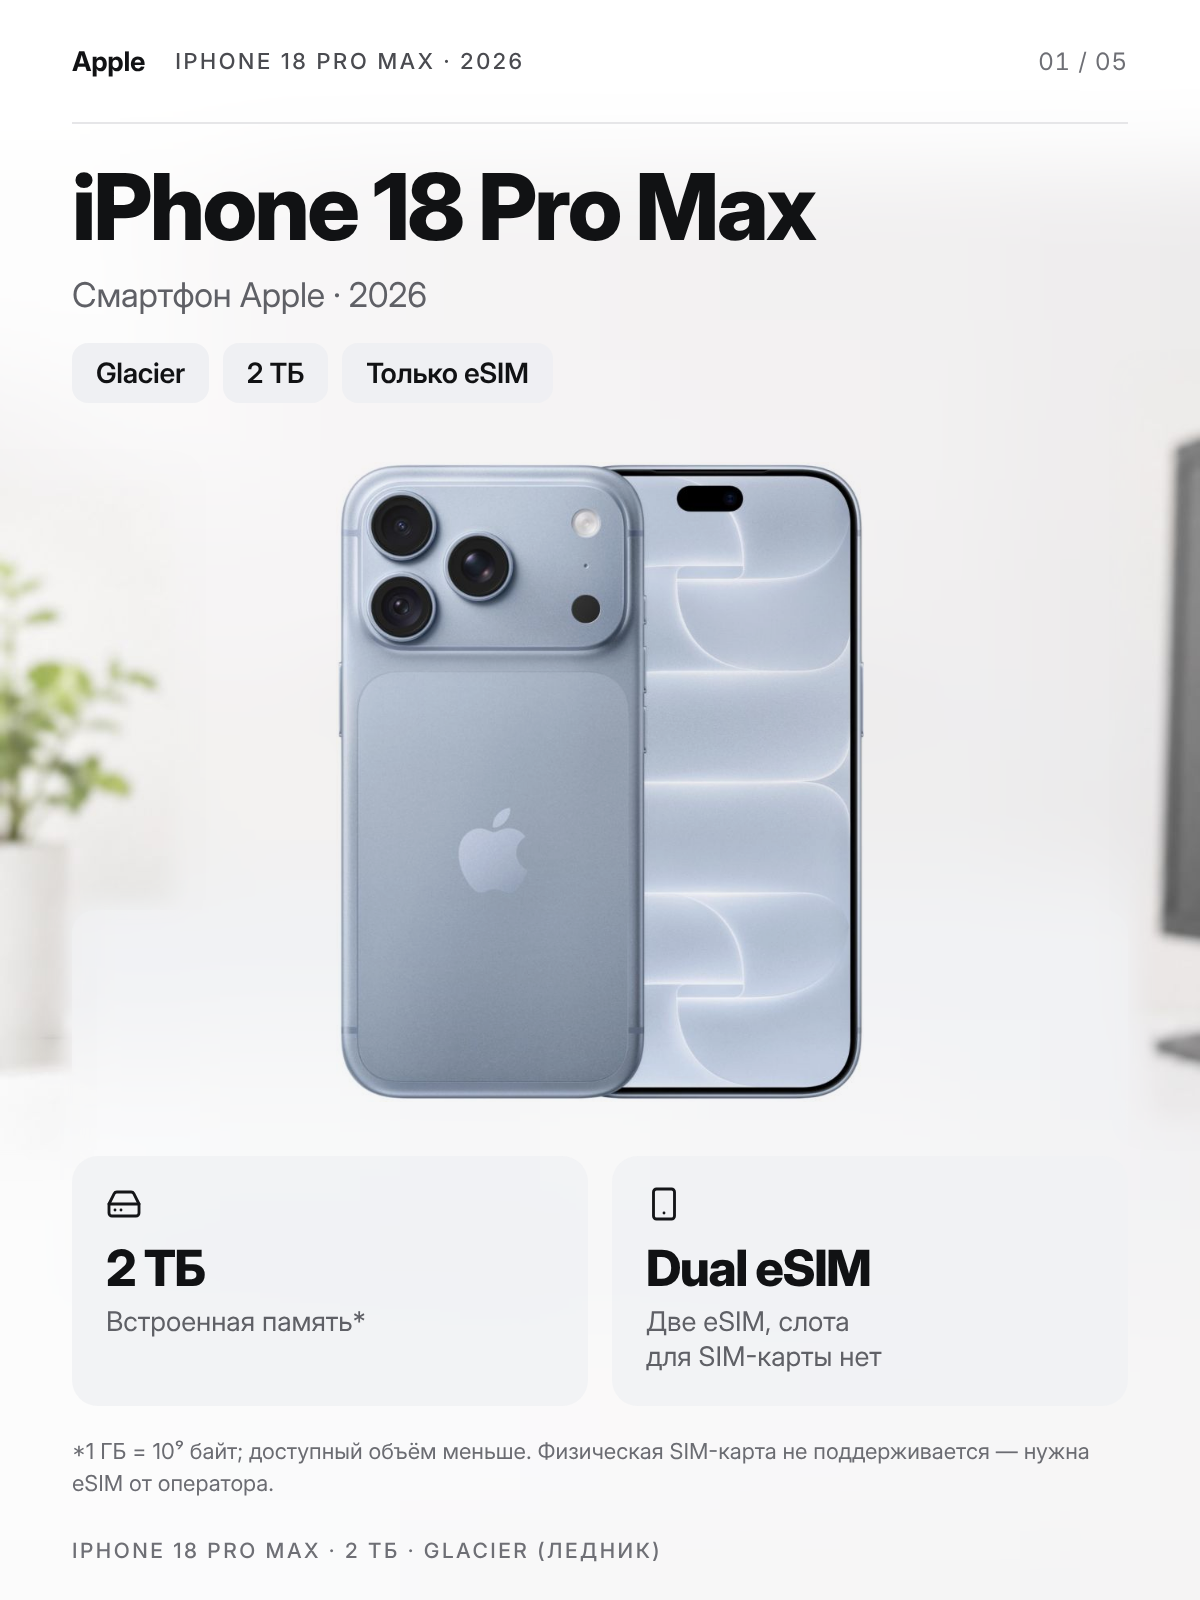 Apple IPHONE 18 PRO MAX · 2026 01 / 05
iPhone 18 Pro Max
Смартфон Apple · 2026
Glacier 2 ТБ Только eSIM
2 ТБ
Встроенная память*
Dual eSIM
Две eSIM, слота
для SIM-карты нет
*1 ГБ = 10⁹ байт; доступный объём меньше. Физическая SIM-карта не поддерживается — нужна
eSIM от оператора.
IPHONE 18 PRO MAX · 2 ТБ · GLACIER (ЛЕДНИК)